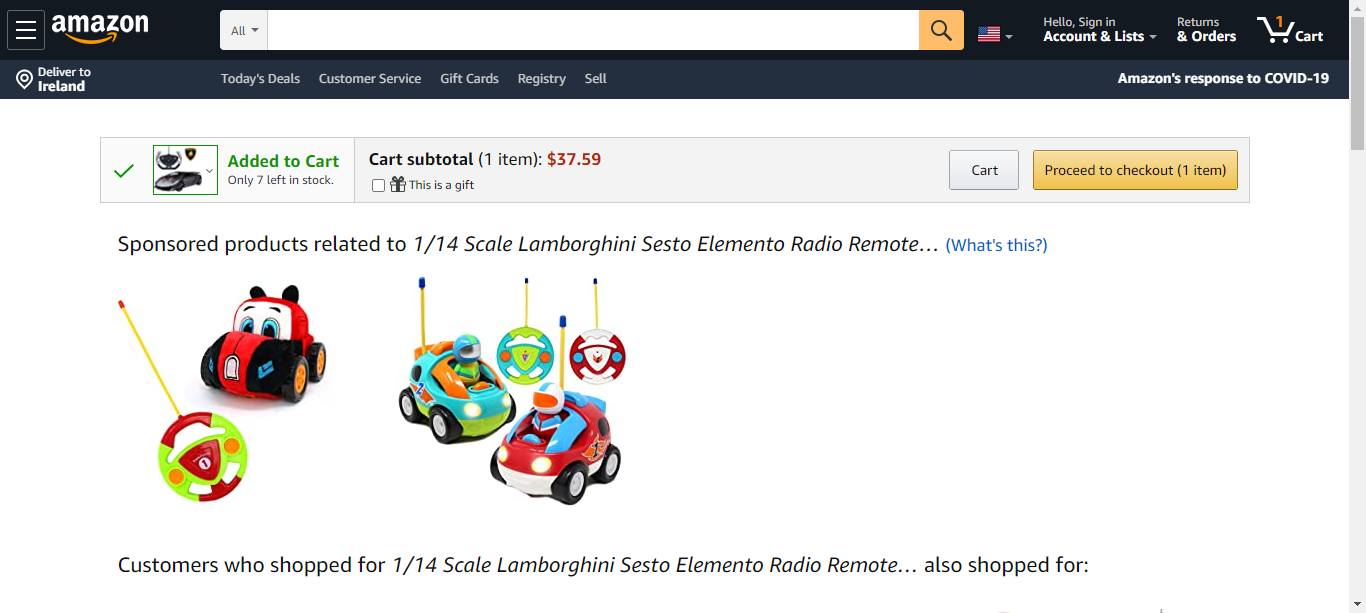 amazon
All
Hello, Sign in
Account & Lists
Returns
& Orders
1
Cart
Deliver to
Ireland
Today's Deals
Customer Service
Gift Cards
Registry
Sell
Amazon's response to COVID-19
Added to Cart
Only 7 left in stock.
Cart subtotal (1 item): $37.59
This is a gift
Cart
Proceed to checkout (1 item)
Sponsored products related to 1/14 Scale Lamborghini Sesto Elemento Radio Remote… (What's this?)
Customers who shopped for 1/14 Scale Lamborghini Sesto Elemento Radio Remote… also shopped for: